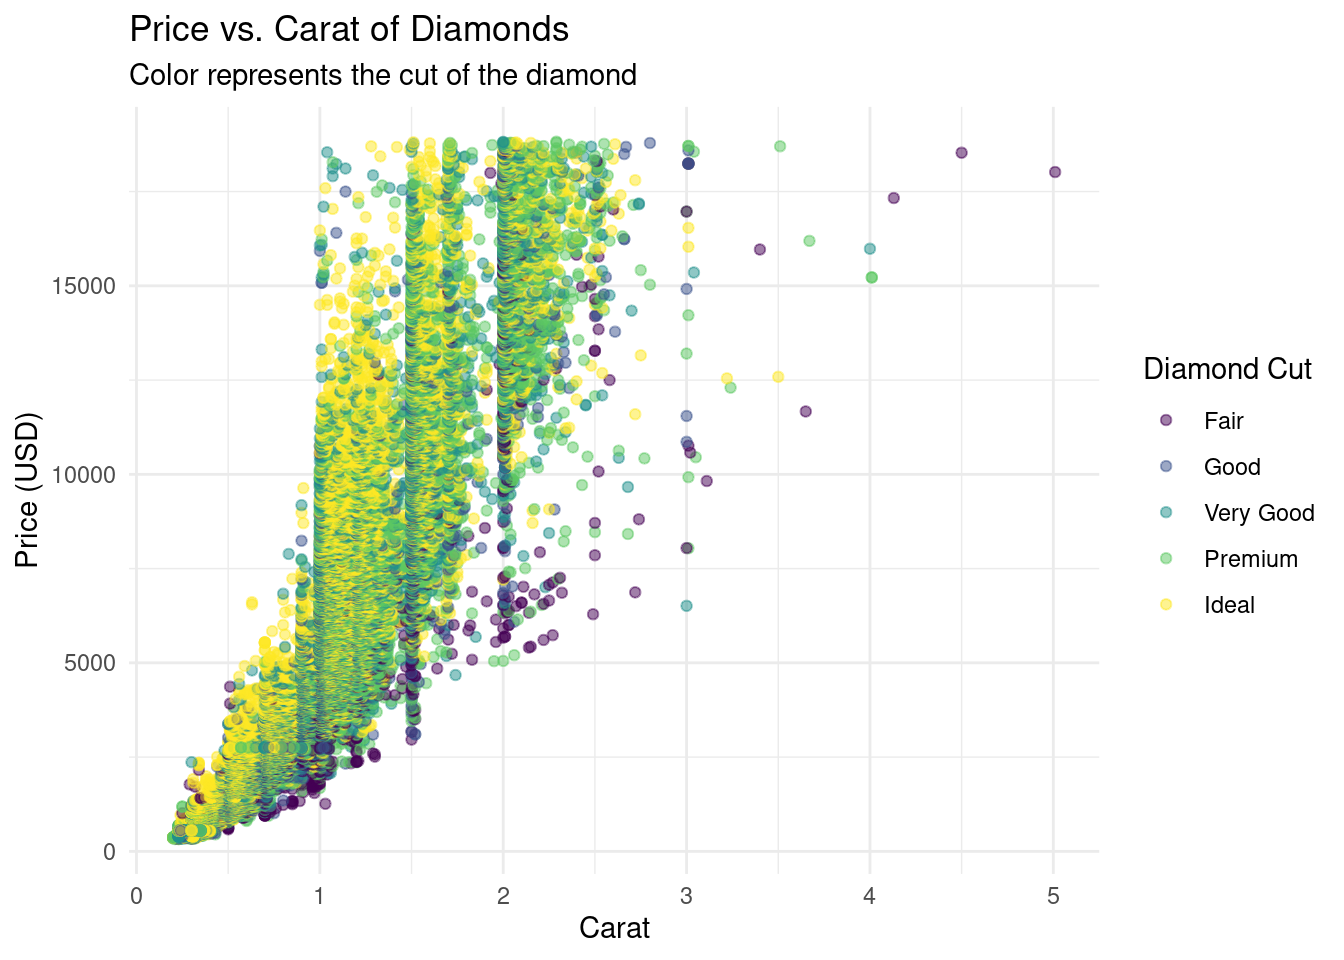 Price vs. Carat of Diamonds
Color represents the cut of the diamond
Price (USD)
15000
10000
5000
0
0 1 2 3 4 5
Carat
Diamond Cut
Fair
Good
Very Good
Premium
Ideal